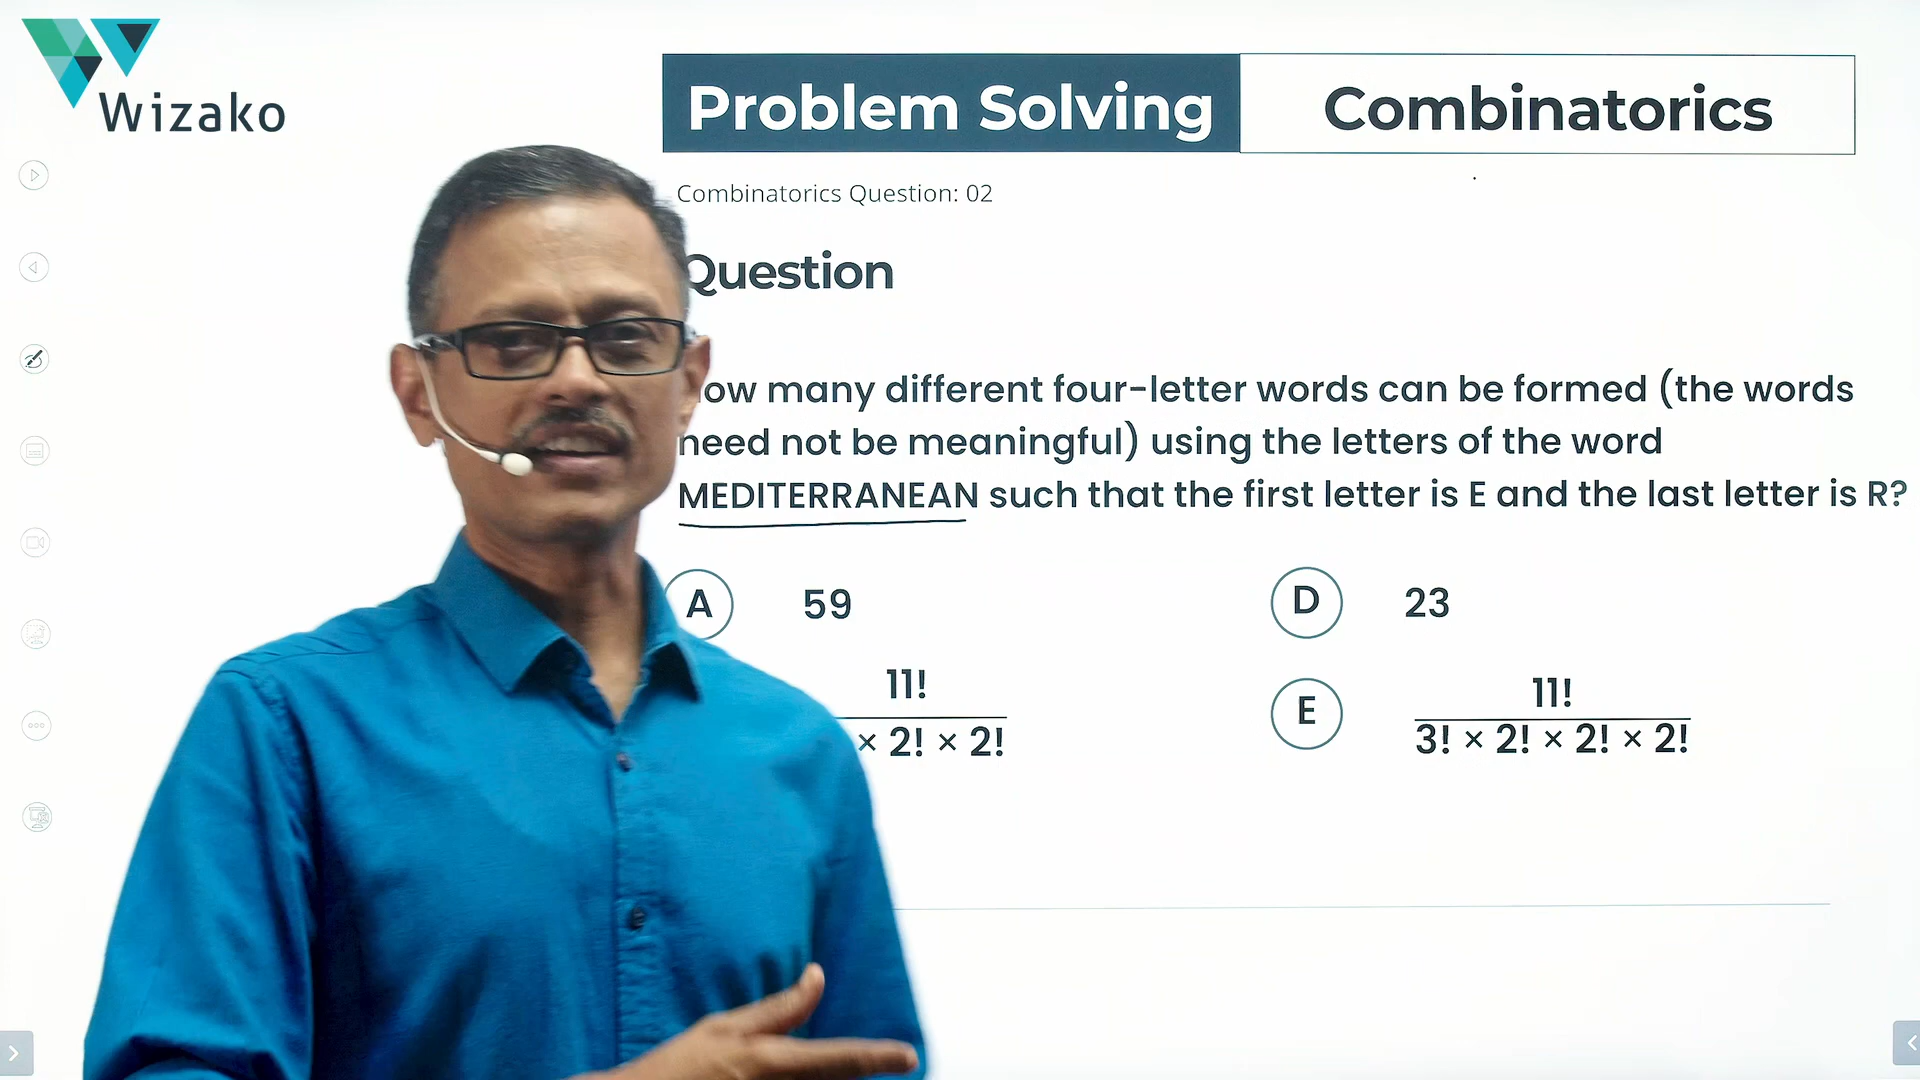 Wizako
Problem Solving
Combinatorics
Combinatorics Question: 02
Question
many different four-letter words can be formed (the words
need not be meaningful) using the letters of the word
MEDITERRANEAN such that the first letter is E and the last letter is R?
A 59
D 23
11!
× 2! × 2!
E 11!
3! × 2! × 2! × 2!